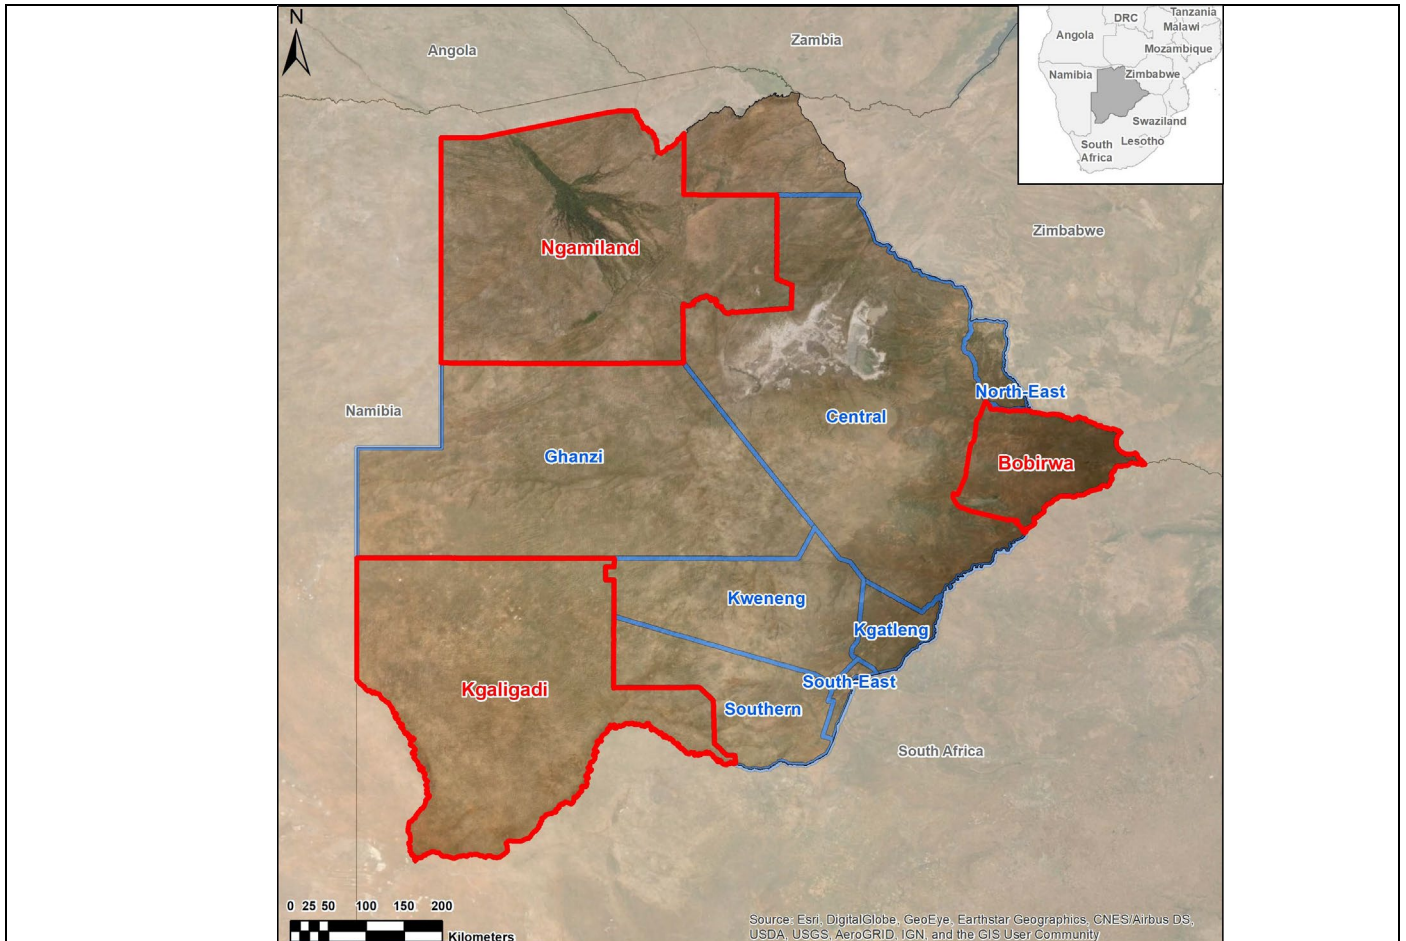 N
Angola
Zambia
DRC
Tanzania
Malawi
Angola
Mozambique
Namibia
Zimbabwe
Swaziland
South
Africa
Lesotho
Zimbabwe
Ngamiland
North-East
Namibia
Central
Ghanzi
Bobirwa
Kweneng
Kgatleng
South-East
Kgaligadi
Southern
South Africa
0 25 50 100 150 200
Kilometers
Source: Esri, DigitalGlobe, GeoEye, Earthstar Geographics, CNES/Airbus DS,
USDA, USGS, AeroGRID, IGN, and the GIS User Community